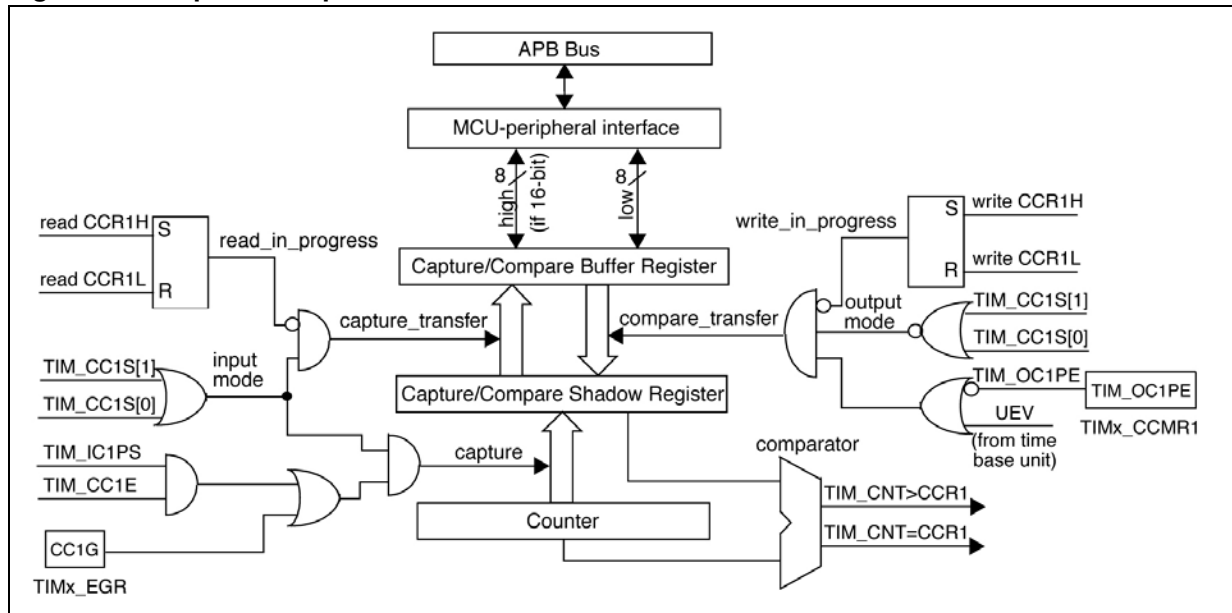 APB Bus
MCU-peripheral interface
8
high
(if 16-bit)
8
low
read CCR1H
S
read_in_progress
read CCR1L
R
write_in_progress
S
write CCR1H
R
write CCR1L
Capture/Compare Buffer Register
capture_transfer
compare_transfer
output
mode
TIM_CC1S[1]
TIM_CC1S[0]
input
mode
TIM_CC1S[1]
TIM_CC1S[0]
Capture/Compare Shadow Register
TIM_OC1PE
TIM_OC1PE
UEV
TIMx_CCMR1
(from time
base unit)
TIM_IC1PS
TIM_CC1E
capture
comparator
Counter
TIM_CNT>CCR1
TIM_CNT=CCR1
CC1G
TIMx_EGR